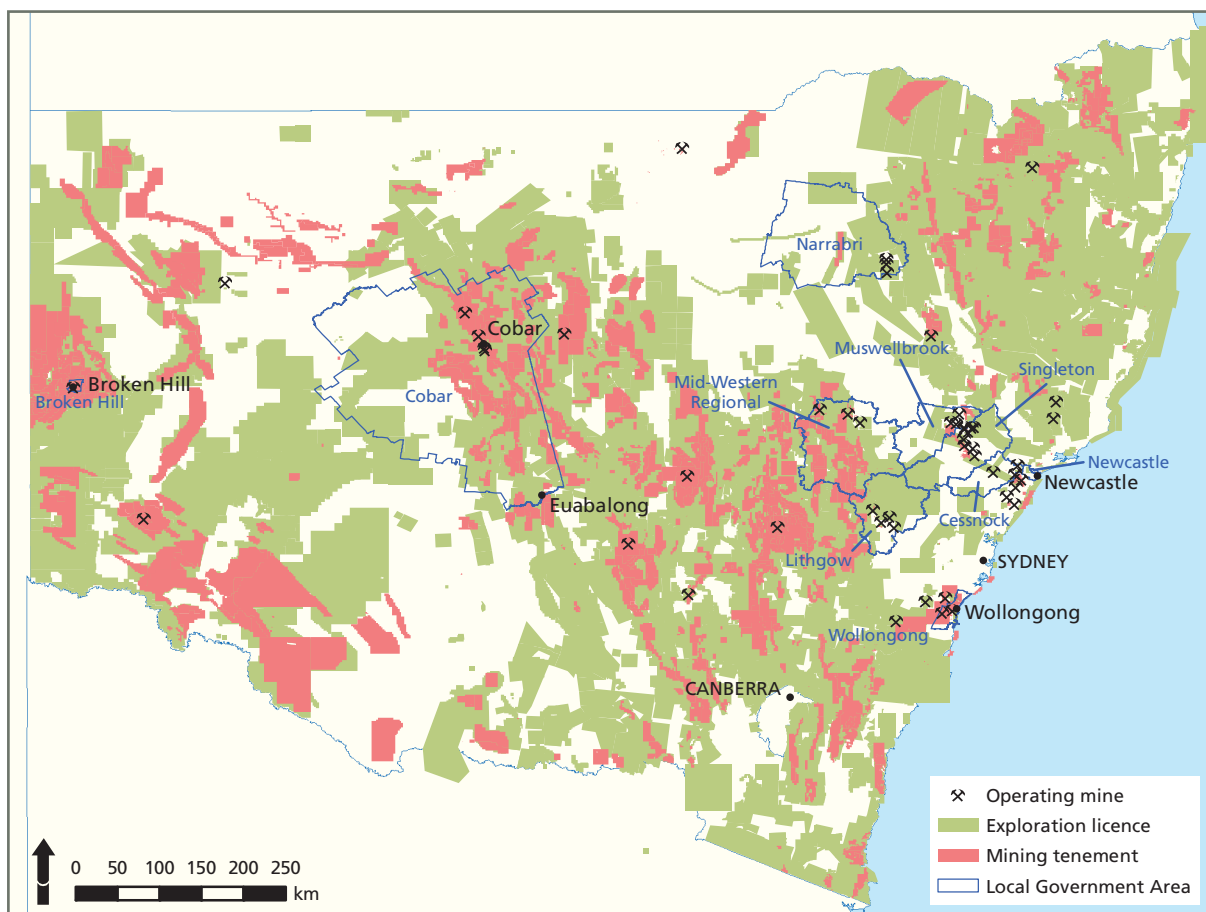 Narrabri
Cobar
Muswellbrook
Singleton
Mid-Western
Regional
Broken Hill
Broken Hill
Cobar
Newcastle
Newcastle
Euabalong
Cessnock
Lithgow
SYDNEY
Wollongong
Wollongong
CANBERRA
Operating mine
Exploration licence
Mining tenement
Local Government Area
0 50 100 150 200 250
km